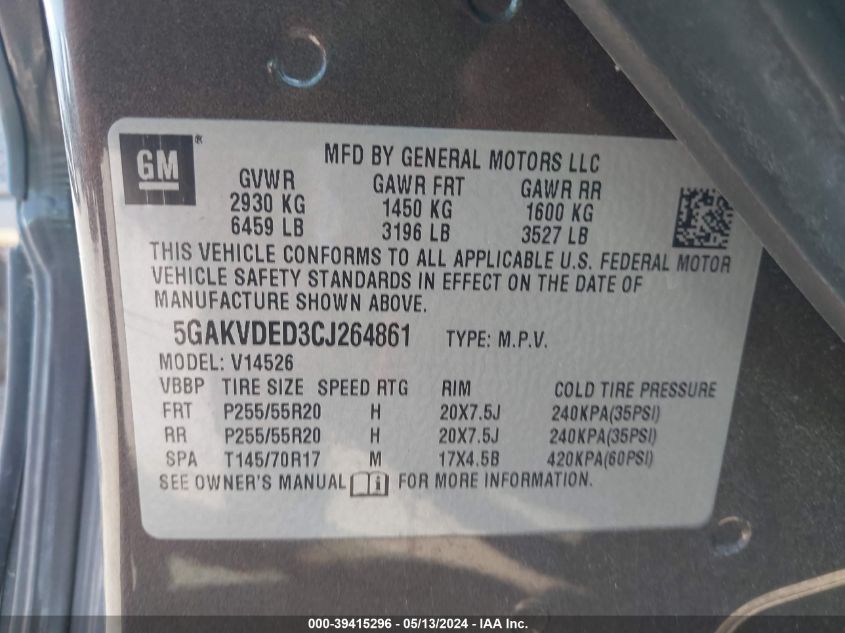 GM ®
MFD BY GENERAL MOTORS LLC
GVWR GAWR FRT GAWR RR
2930 KG 1450 KG 1600 KG
6459 LB 3196 LB 3527 LB
THIS VEHICLE CONFORMS TO ALL APPLICABLE U.S. FEDERAL MOTOR
VEHICLE SAFETY STANDARDS IN EFFECT ON THE DATE OF
MANUFACTURE SHOWN ABOVE.
5GAKVDED3CJ264861 TYPE: M.P.V.
MODEL: V14526
VBBP TIRE SIZE SPEED RTG RIM COLD TIRE PRESSURE
FRT P255/55R20 H 20X7.5J 240KPA(35PSI)
RR P255/55R20 H 20X7.5J 240KPA(35PSI)
SPA T145/70R17 M 17X4.5B 420KPA(60PSI)
SEE OWNER'S MANUAL i FOR MORE INFORMATION.
000-39415296 - 05/13/2024 - IAA Inc.